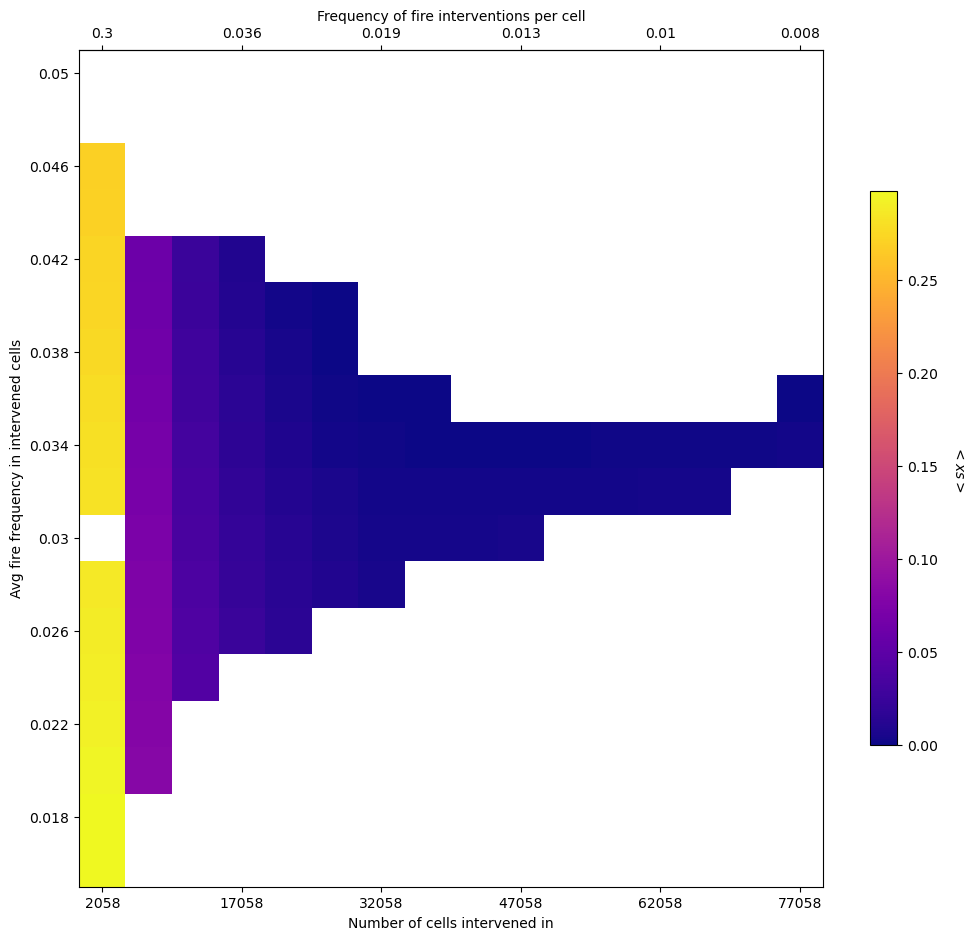 Frequency of fire interventions per cell
0.3 0.036 0.019 0.013 0.01 0.008
0.05
0.046
0.042
0.038
0.034
0.03
0.026
0.022
0.018
Avg fire frequency in intervened cells
2058 17058 32058 47058 62058 77058
Number of cells intervened in
0.25
0.20
0.15
0.10
0.05
0.00
< sx >